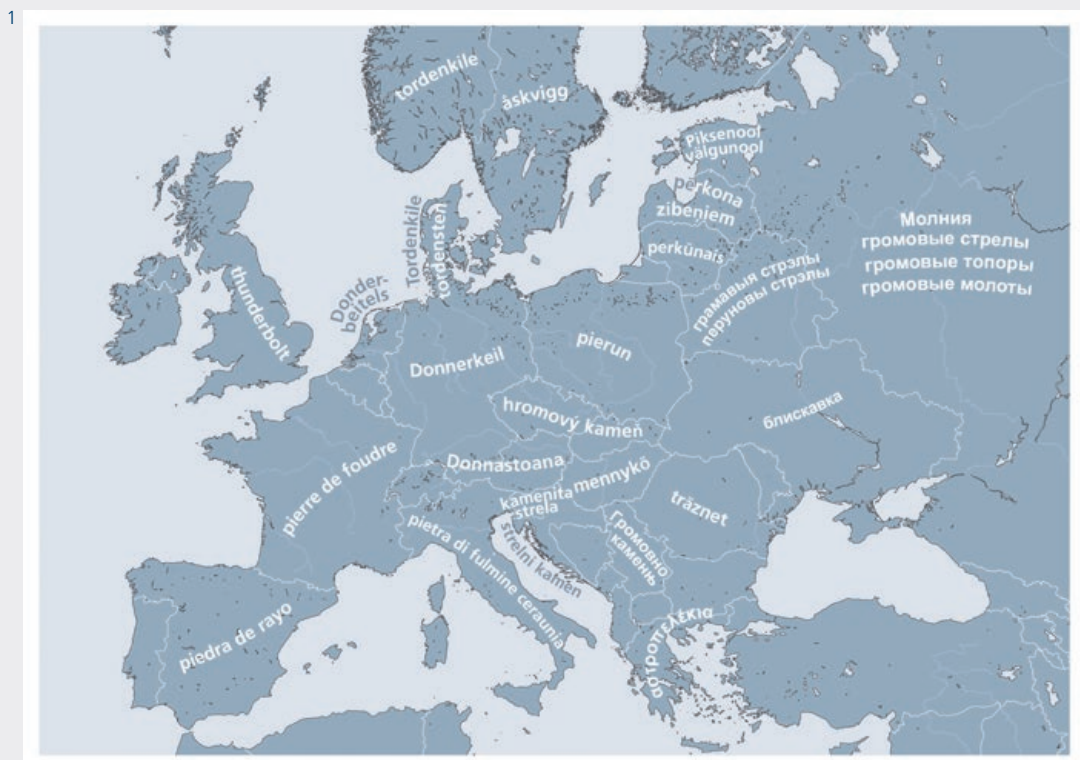 1
tordenkile
åskvigg
Piksenool
välgunool
pērkona
zibeņiem
perkūnais
Молния
громовые стрелы
громовые топоры
громовые молоты
грамавыя стрэлы
перуновы стрэлы
Tordenkile
tordensten
Donder-
beitels
thunderbolt
Donnerkeil
pierun
hromový kameň
блискавка
pierre de foudre
Donnastoana
mennykő
kamenita
strela
strelni kamen
trăznet
Громовно
камень
pietra di fulmine ceraunia
piedra de rayo
αστροπελέκια